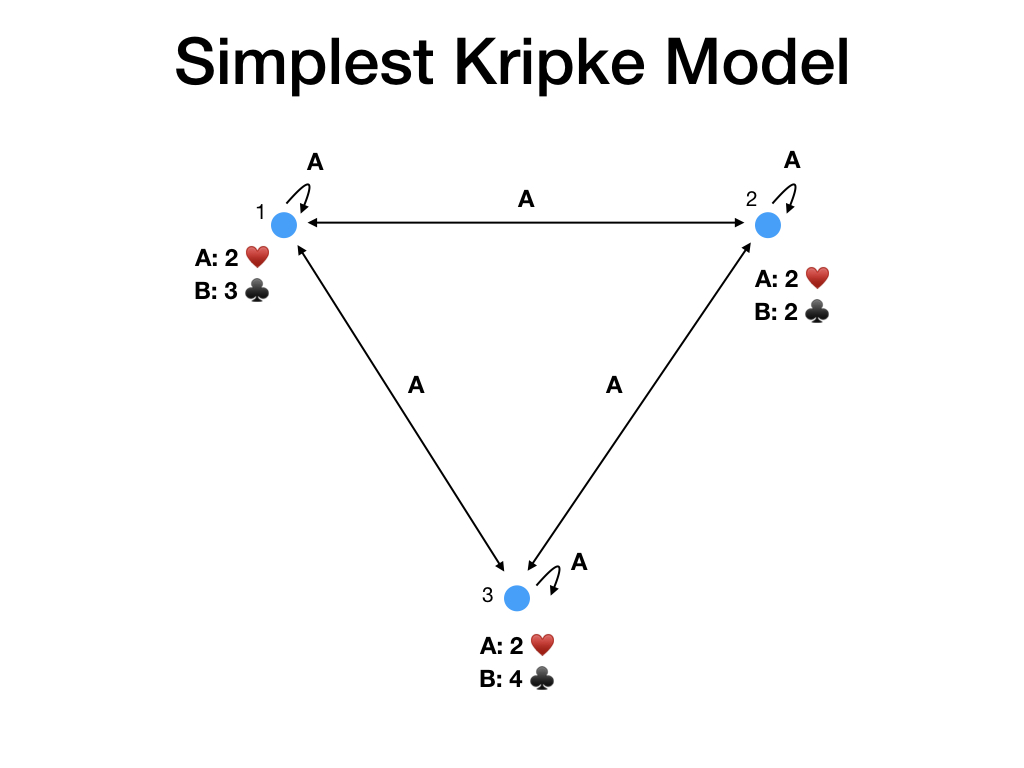 Simplest Kripke Model
A
A
1
A
2
A: 2 ♥️
B: 3 ♣️
A: 2 ♥️
B: 2 ♣️
A
A
3
A
A: 2 ♥️
B: 4 ♣️